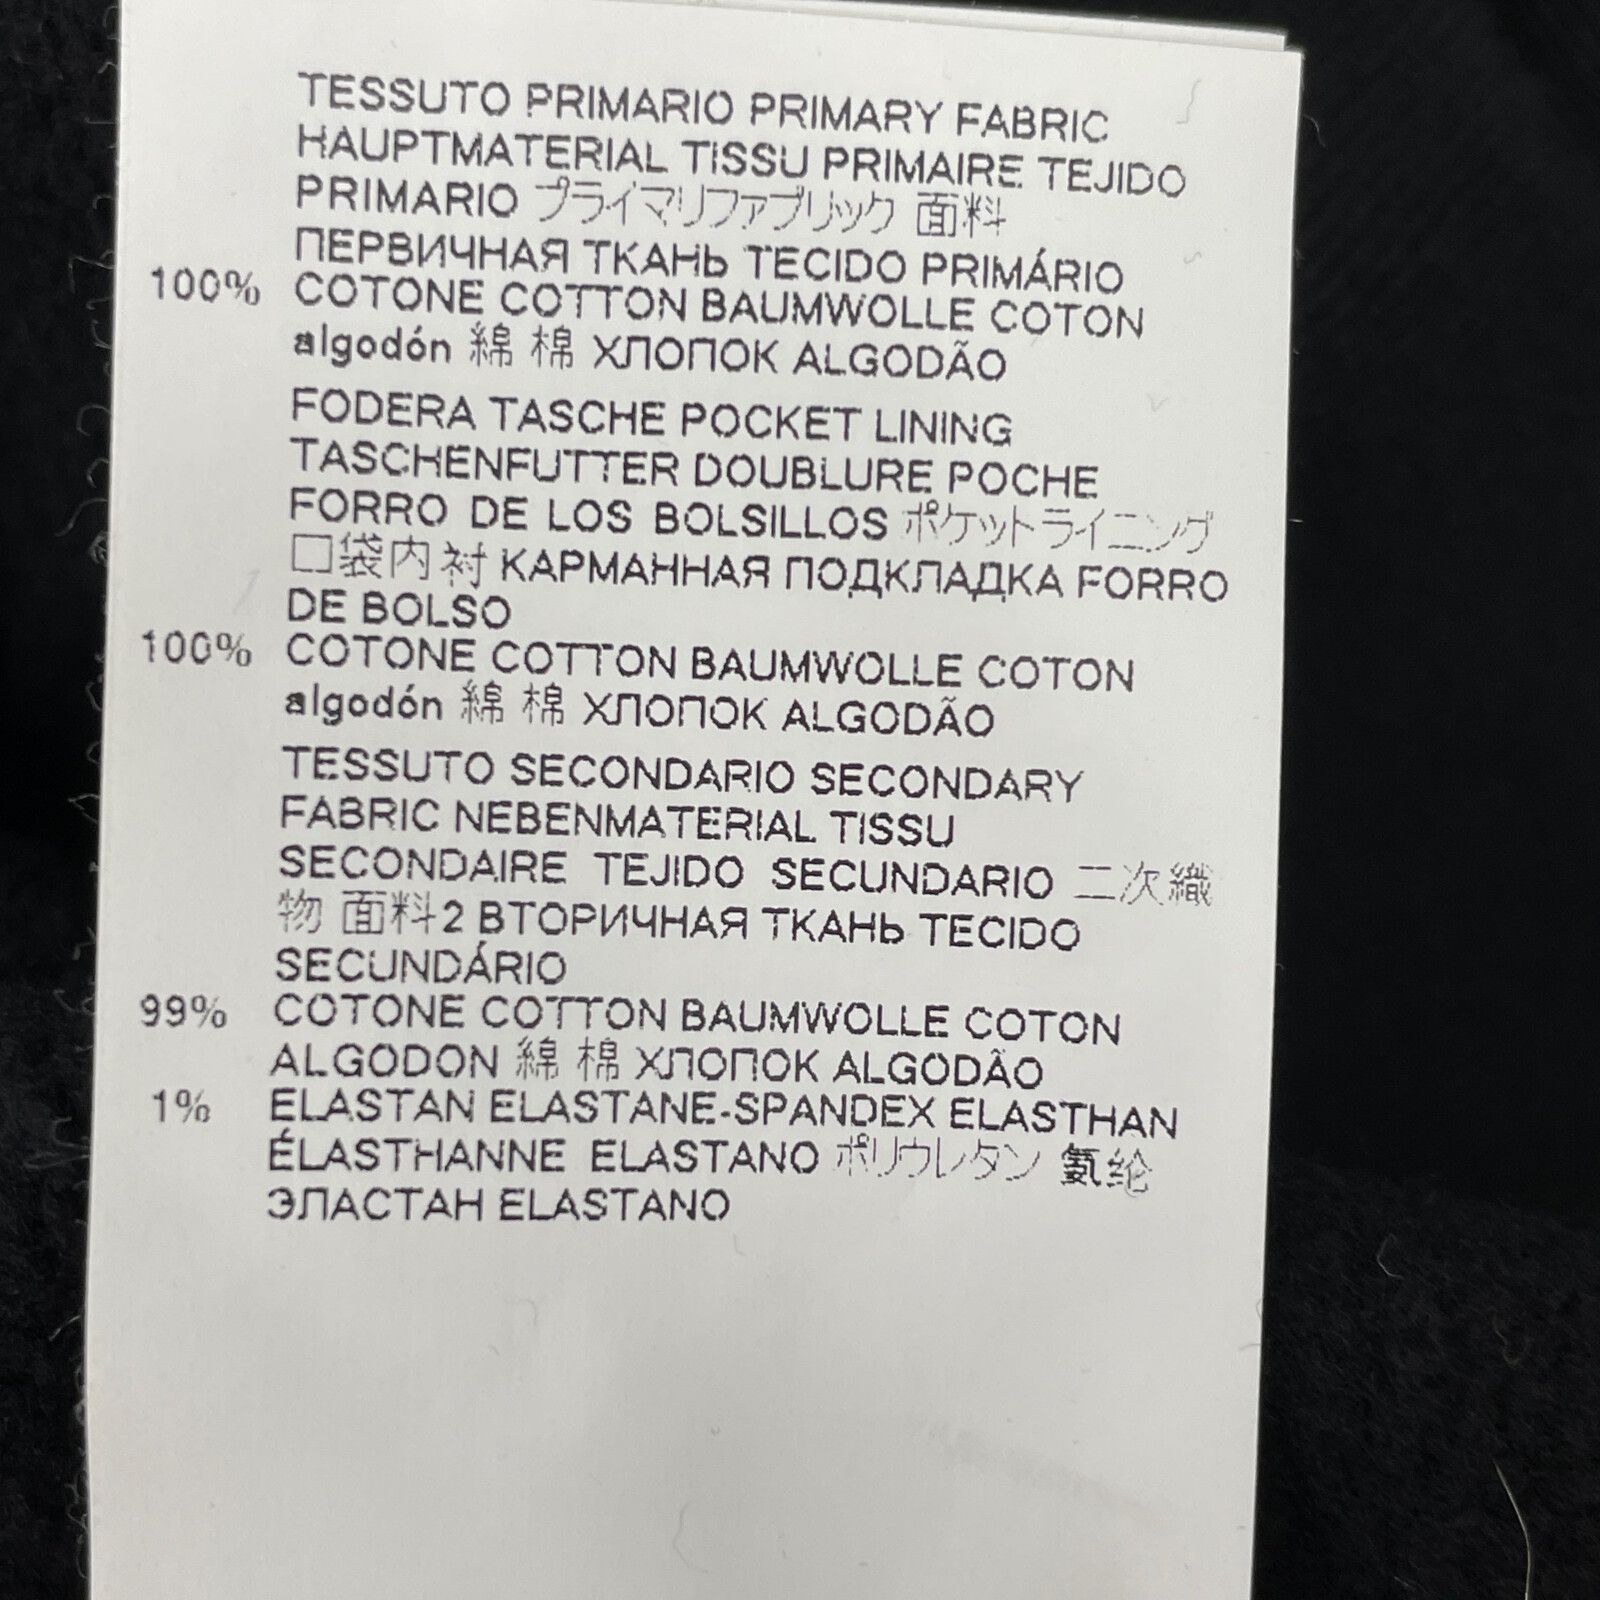 TESSUTO PRIMARIO PRIMARY FABRIC
HAUPTMATERIAL TISSU PRIMAIRE TEJIDO
PRIMARIO プライマリファブリック 面料
ПЕРВИЧНАЯ ТКАНЬ TECIDO PRIMÁRIO
100% COTONE COTTON BAUMWOLLE COTON
algodón 綿 棉 ХЛОПОК ALGODÃO
FODERA TASCHE POCKET LINING
TASCHENFUTTER DOUBLURE POCHE
FORRO DE LOS BOLSILLOS ポケットライニング
口袋内衬 КАРМАННАЯ ПОДКЛАДКА FORRO
DE BOLSO
100% COTONE COTTON BAUMWOLLE COTON
algodón 綿 棉 ХЛОПОК ALGODÃO
TESSUTO SECONDARIO SECONDARY
FABRIC NEBENMATERIAL TISSU
SECONDAIRE TEJIDO SECUNDARIO 二次織
物 面料2 ВТОРИЧНАЯ ТКАНЬ TECIDO
SECUNDÁRIO
99% COTONE COTTON BAUMWOLLE COTON
ALGODON 綿 棉 ХЛОПОК ALGODÃO
1% ELASTAN ELASTANE-SPANDEX ELASTHAN
ÉLASTHANNE ELASTANO ポリウレタン 氨纶
ЭЛАСТАН ELASTANO